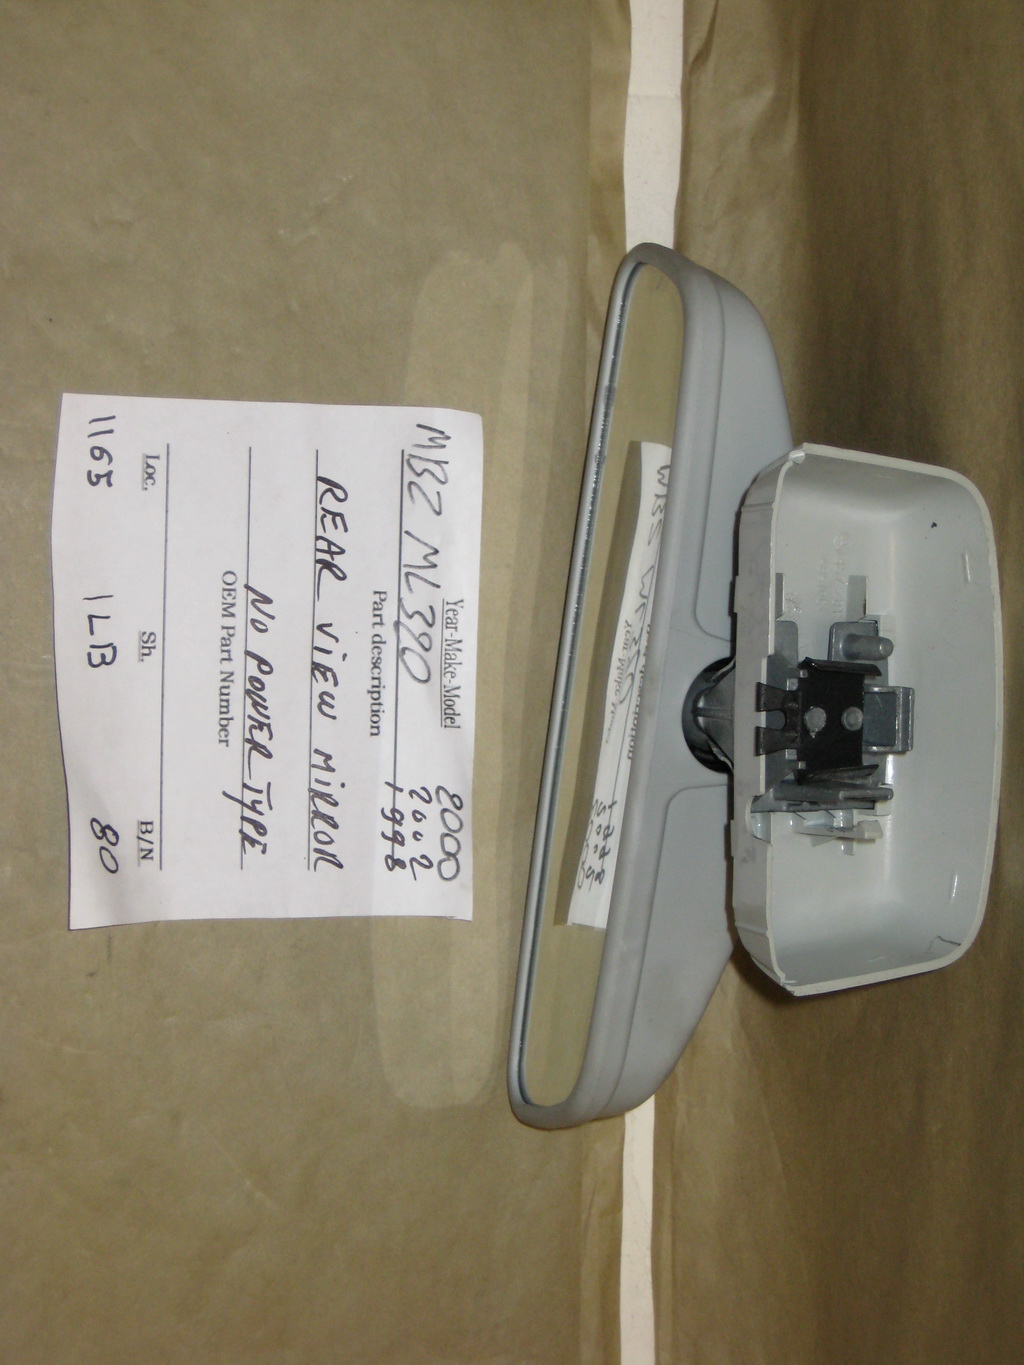 2000
2002
MBZ ML320 1998
Year-Make-Model
Part description
REAR VIEW MIRROR
NO POWER TYPE
OEM Part Number
Loc. Sh. B/N
1165 1LB 80